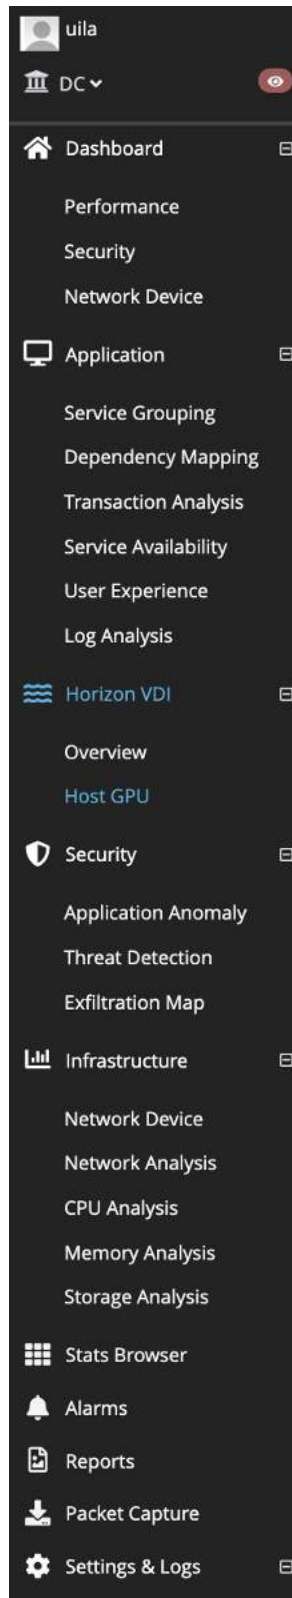 uila
DC
Dashboard
Performance
Security
Network Device
Application
Service Grouping
Dependency Mapping
Transaction Analysis
Service Availability
User Experience
Log Analysis
Horizon VDI
Overview
Host GPU
Security
Application Anomaly
Threat Detection
Exfiltration Map
Infrastructure
Network Device
Network Analysis
CPU Analysis
Memory Analysis
Storage Analysis
Stats Browser
Alarms
Reports
Packet Capture
Settings & Logs